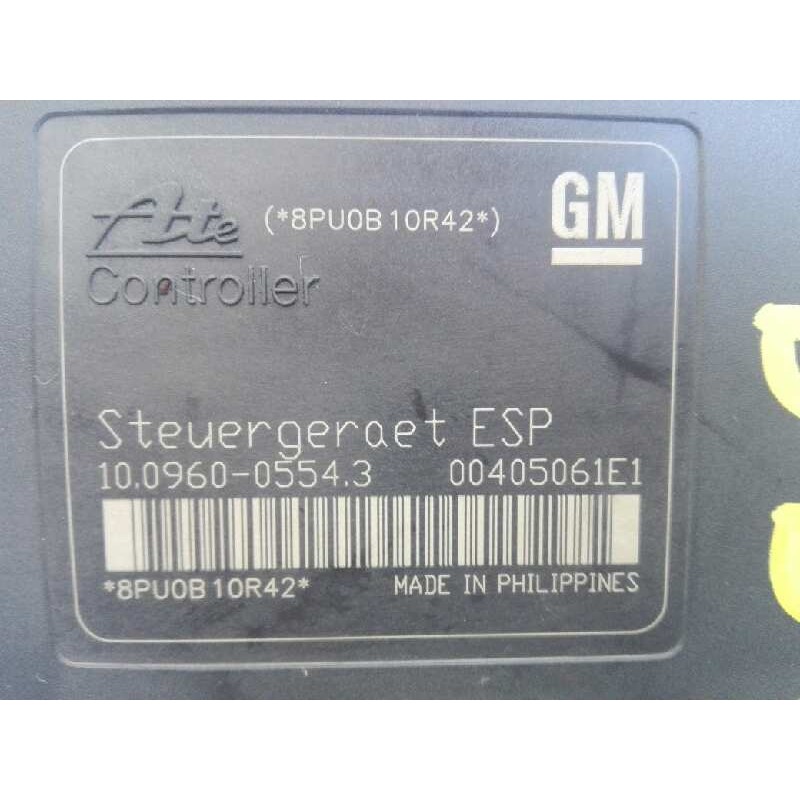 Ate (*8PU0B10R42*) GM
Controller
Steuergeraet ESP
10.0960-0554.3 00405061E1
*8PU0B10R42* MADE IN PHILIPPINES